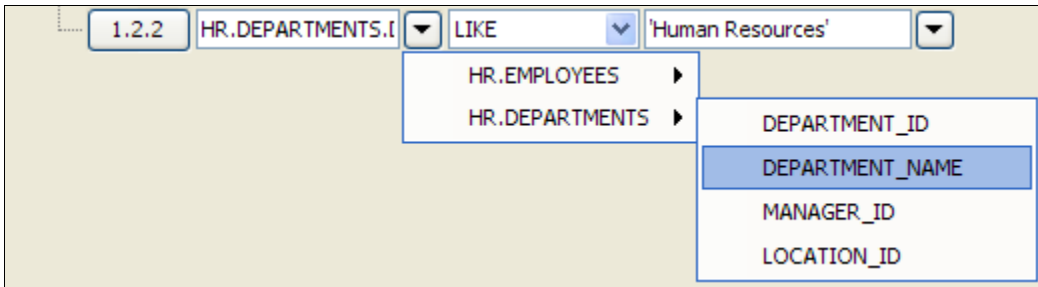 1.2.2 HR.DEPARTMENTS.D LIKE 'Human Resources'
HR.EMPLOYEES
HR.DEPARTMENTS
DEPARTMENT_ID
DEPARTMENT_NAME
MANAGER_ID
LOCATION_ID